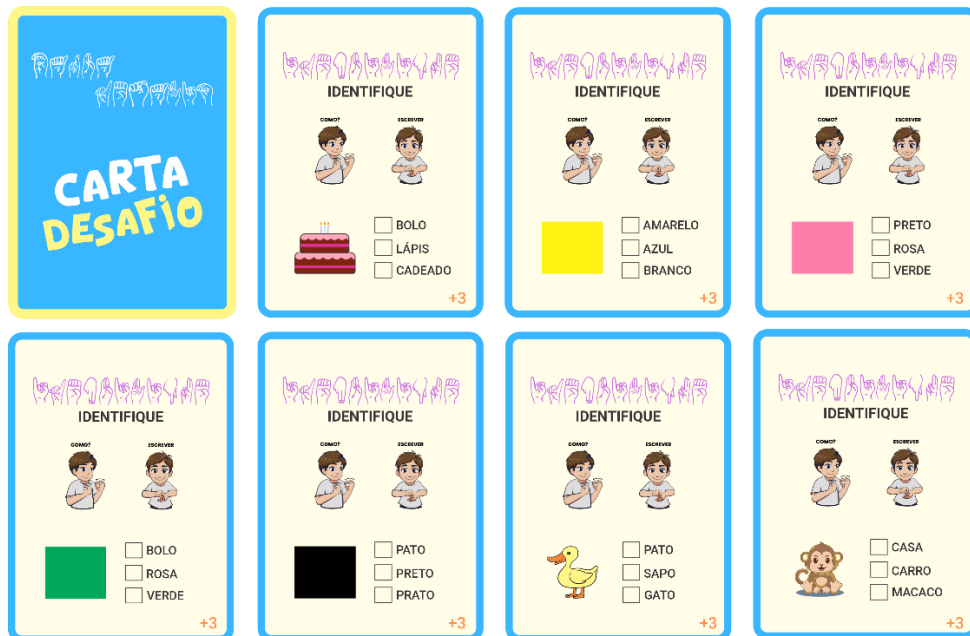 CARTA
DESAFIO
IDENTIFIQUE
COMO? ESCREVER
BOLO
LÁPIS
CADEADO
+3
IDENTIFIQUE
COMO? ESCREVER
AMARELO
AZUL
BRANCO
+3
IDENTIFIQUE
COMO? ESCREVER
PRETO
ROSA
VERDE
+3
IDENTIFIQUE
COMO? ESCREVER
BOLO
ROSA
VERDE
+3
IDENTIFIQUE
COMO? ESCREVER
PATO
PRETO
PRATO
+3
IDENTIFIQUE
COMO? ESCREVER
PATO
SAPO
GATO
+3
IDENTIFIQUE
COMO? ESCREVER
CASA
CARRO
MACACO
+3